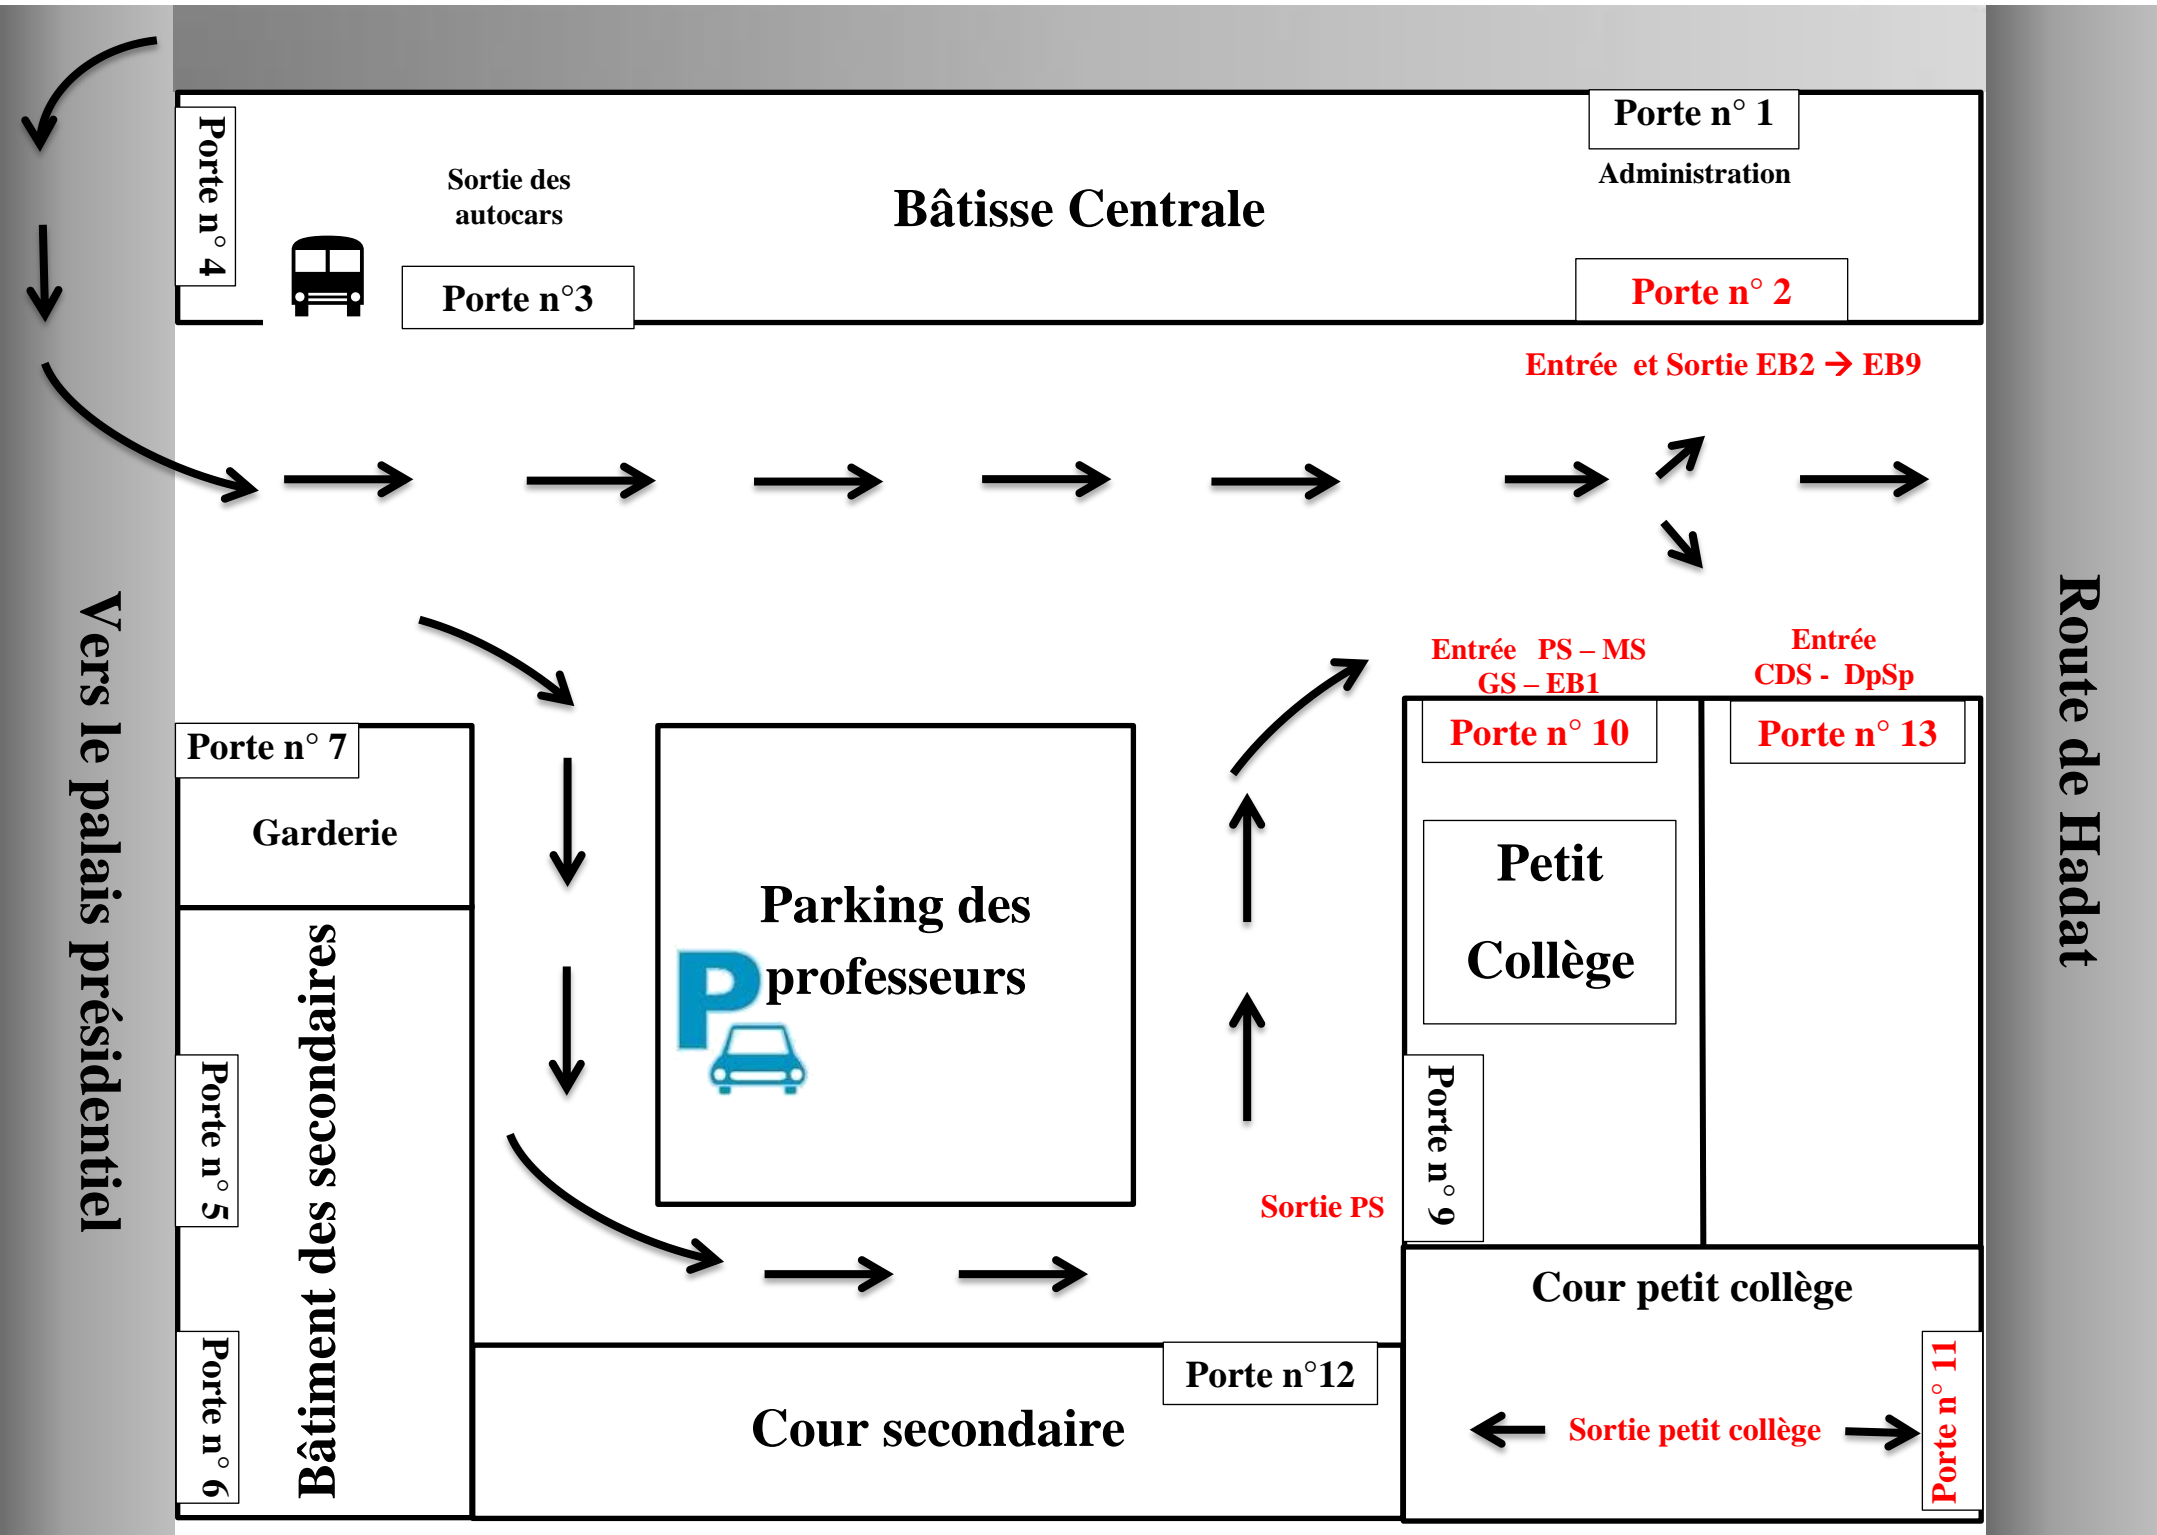 Porte n° 1
Administration
Porte n° 4
Sortie des
autocars
Bâtisse Centrale
Porte n°3
Porte n° 2
Entrée et Sortie EB2 → EB9
Vers le palais présidentiel
Route de Hadat
Entrée PS – MS
GS – EB1
Entrée
CDS - DpSp
Porte n° 7
Porte n° 10
Porte n° 13
Garderie
Petit
Collège
Parking des
professeurs
P
Bâtiment des secondaires
Porte n° 5
Porte n° 9
Sortie PS
Cour petit collège
Porte n° 6
Porte n°12
Cour secondaire
Sortie petit collège
Porte n° 11